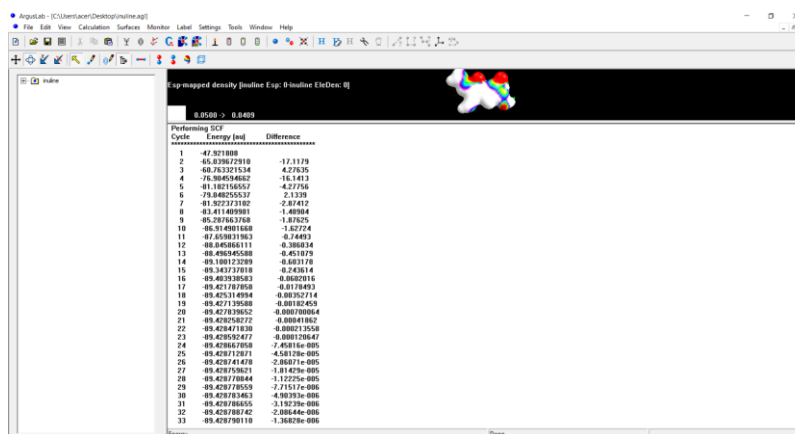 ArgusLab - [C:\Users\acer\Desktop\inuline.agl]
File Edit View Calculation Surfaces Monitor Label Settings Tools Window Help
inuline
Esp-mapped density [inuline Esp: 0-inuline EleDen: 0]
0.0508 -> 0.0409
Performing SCF
Cycle Energy (au) Difference
********************************************
1 -47.921808
2 -65.039672910 -17.1179
3 -60.763321534 4.27635
4 -76.904594662 -16.1413
5 -81.182156557 -4.27756
6 -79.048255537 2.1339
7 -81.922373102 -2.87412
8 -83.411409901 -1.48904
9 -85.287663768 -1.87625
10 -86.914901668 -1.62724
11 -87.659831963 -0.74493
12 -88.045866111 -0.386034
13 -88.496945588 -0.451079
14 -89.100123289 -0.603178
15 -89.343737018 -0.243614
16 -89.403938583 -0.0602016
17 -89.421787858 -0.0178493
18 -89.425314994 -0.00352714
19 -89.427139588 -0.00182459
20 -89.427839652 -0.000700064
21 -89.428258272 -0.00041862
22 -89.428471830 -0.000213558
23 -89.428592477 -0.000120647
24 -89.428667058 -7.45816e-005
25 -89.428712871 -4.58128e-005
26 -89.428741478 -2.86071e-005
27 -89.428759621 -1.81429e-005
28 -89.428770844 -1.12225e-005
29 -89.428778559 -7.71517e-006
30 -89.428783463 -4.90393e-006
31 -89.428786655 -3.19239e-006
32 -89.428788742 -2.08644e-006
33 -89.428790110 -1.36828e-006